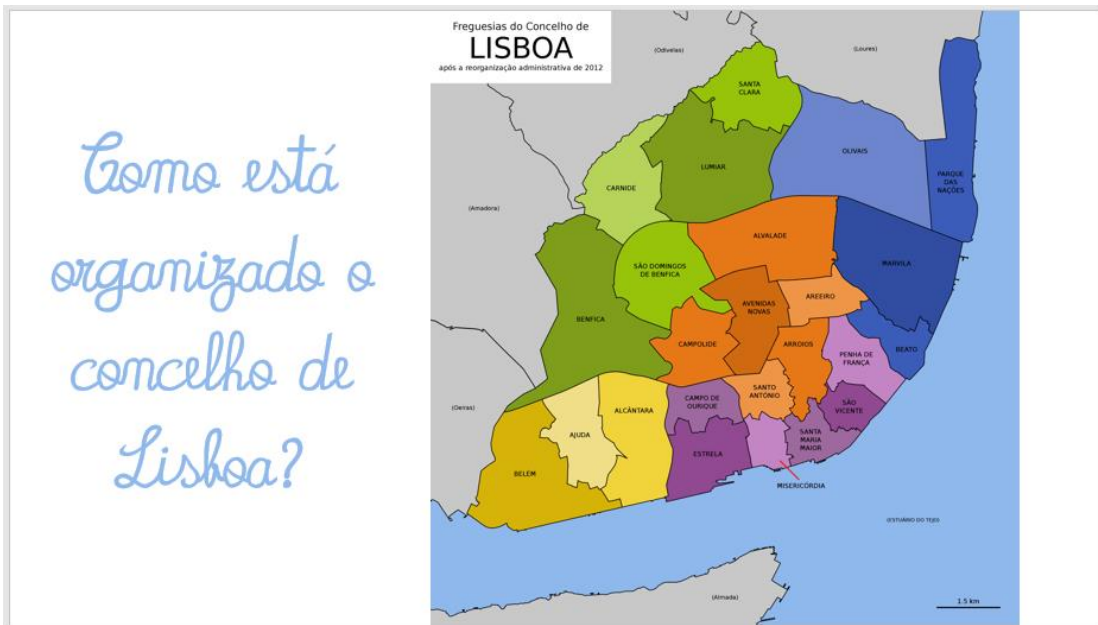 Como está
organizado o
concelho de
Lisboa?
Freguesias do Concelho de
LISBOA
após a reorganização administrativa de 2012
(Odivelas)
(Loures)
SANTA
CLARA
OLIVAIS
LUMIAR
PARQUE
DAS
NAÇÕES
CARNIDE
(Amadora)
ALVALADE
SÃO DOMINGOS
DE BENFICA
MARVILA
AREEIRO
AVENIDAS
NOVAS
BENFICA
CAMPOLIDE
ARROIOS
BEATO
PENHA DE
FRANÇA
SANTO
ANTÓNIO
CAMPO DE
OURIQUE
SÃO
VICENTE
(Oeiras)
ALCÂNTARA
AJUDA
SANTA
MARIA
MAIOR
ESTRELA
BELEM
MISERICÓRDIA
(ESTUÁRIO DO TEJO)
(Almada)
1.5 km